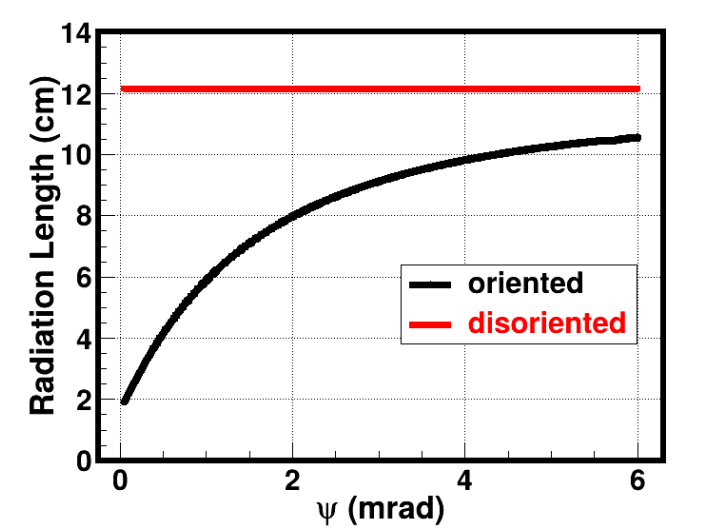 Radiation Length (cm)
14
12
10
8
6
4
2
0
oriented
disoriented
0 2 4 6
ψ (mrad)